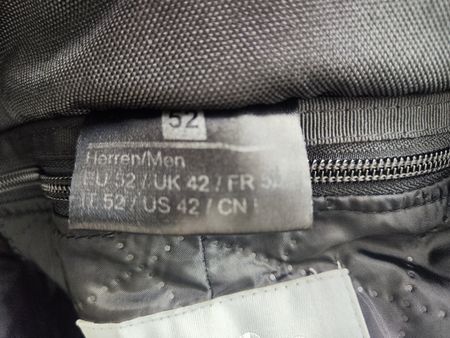 52
Herren/Men
EU 52 / UK 42 / FR
IT 52 / US 42 / CN